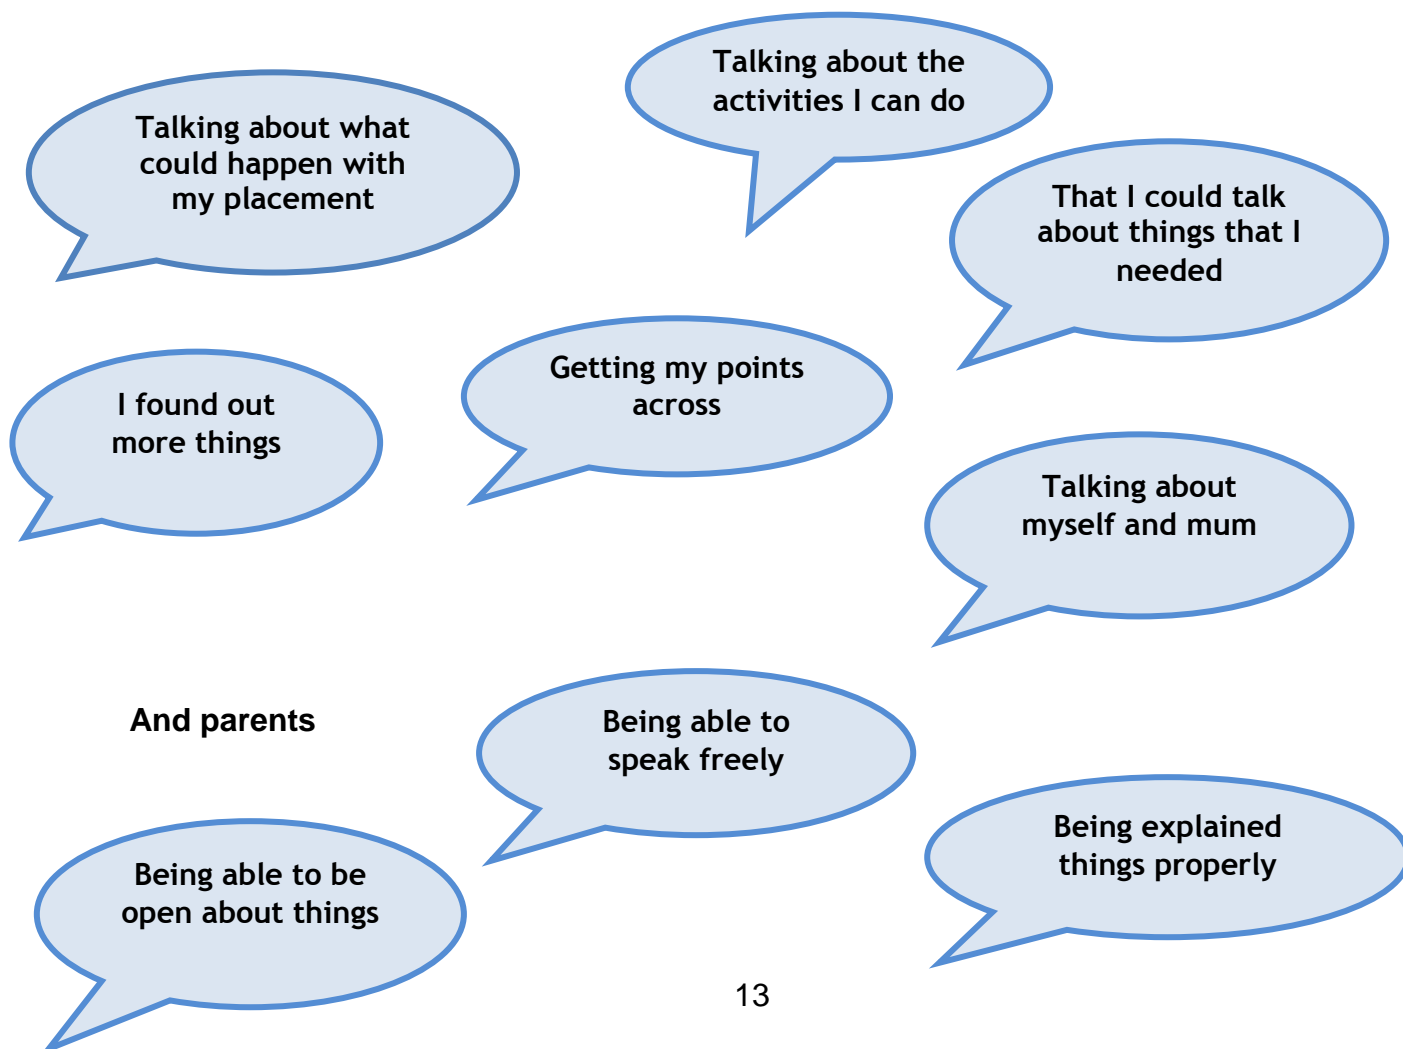 Talking about the
activities I can do
Talking about what
could happen with
my placement
That I could talk
about things that I
needed
Getting my points
across
I found out
more things
Talking about
myself and mum
And parents
Being able to
speak freely
Being explained
things properly
Being able to be
open about things
13